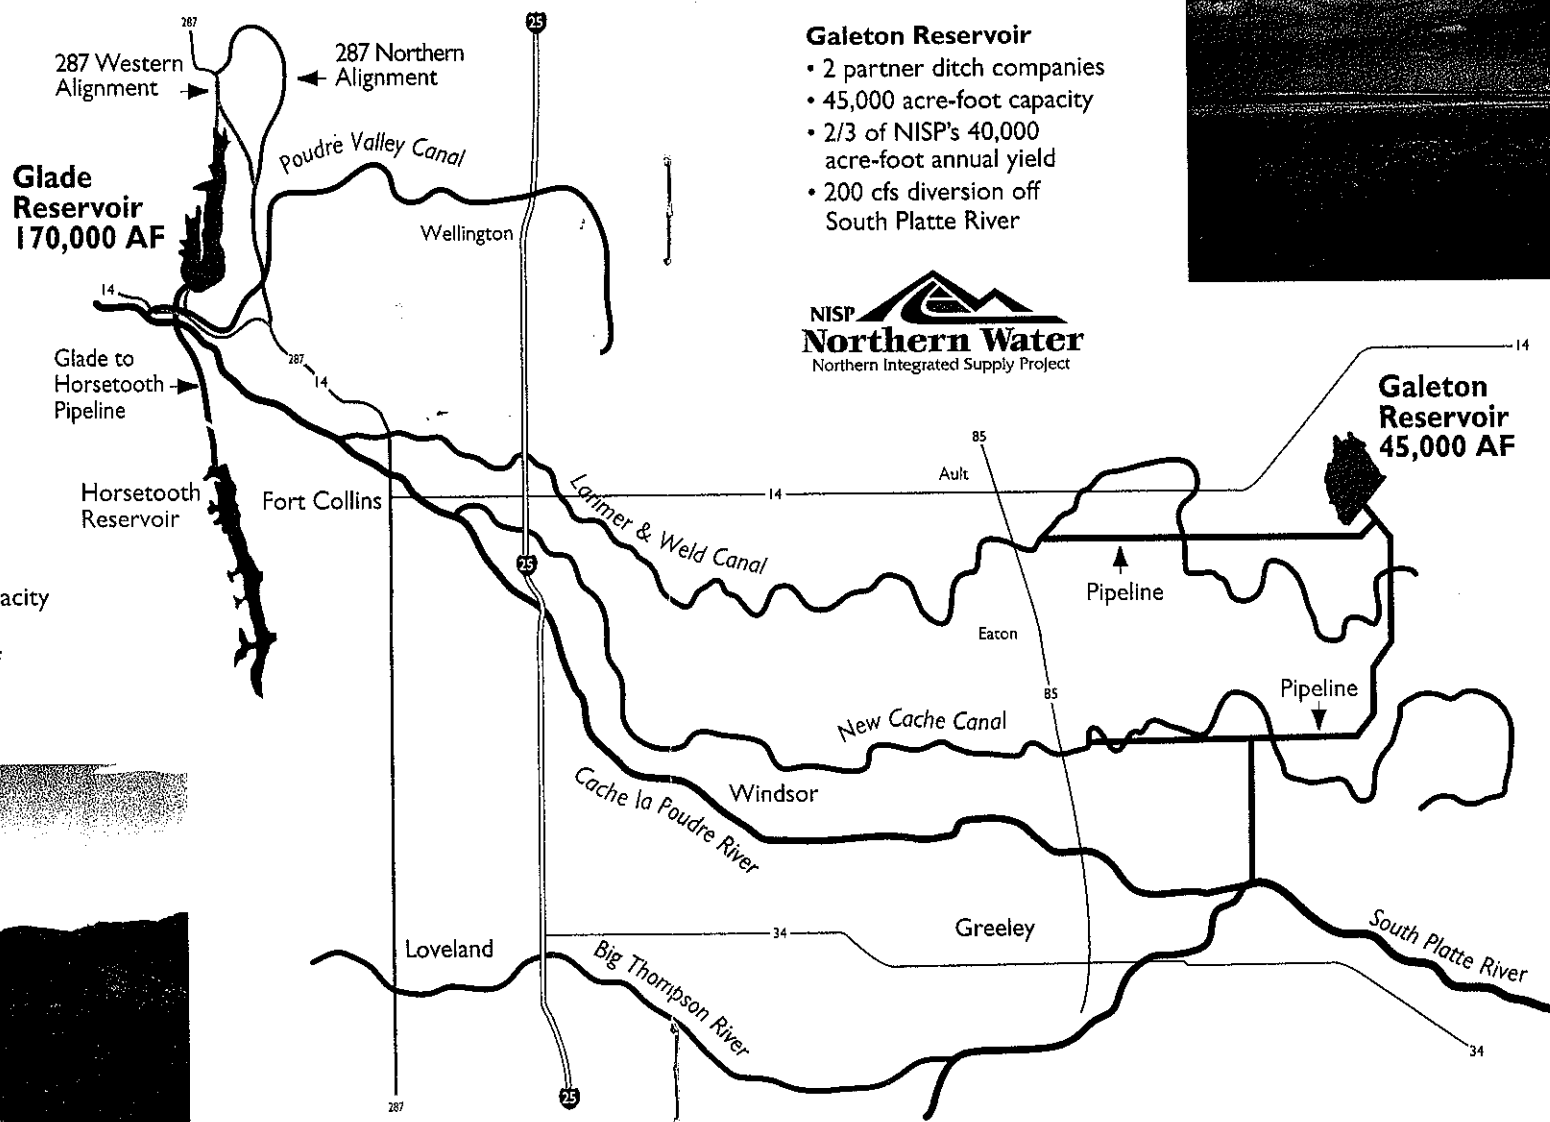 287
25
287 Western
Alignment
287 Northern
Alignment
Galeton Reservoir
• 2 partner ditch companies
• 45,000 acre-foot capacity
• 2/3 of NISP's 40,000
acre-foot annual yield
• 200 cfs diversion off
South Platte River
Poudre Valley Canal
Glade
Reservoir
170,000 AF
Wellington
14
NISP
Northern Water
Northern Integrated Supply Project
Glade to
Horsetooth
Pipeline
287
14
14
Galeton
Reservoir
45,000 AF
85
Ault
Horsetooth
Reservoir
Fort Collins
14
Larimer & Weld Canal
25
Pipeline
acity
Eaton
85
Pipeline
New Cache Canal
Windsor
Cache la Poudre River
Loveland
34
Greeley
Big Thompson River
South Platte River
34
25
287